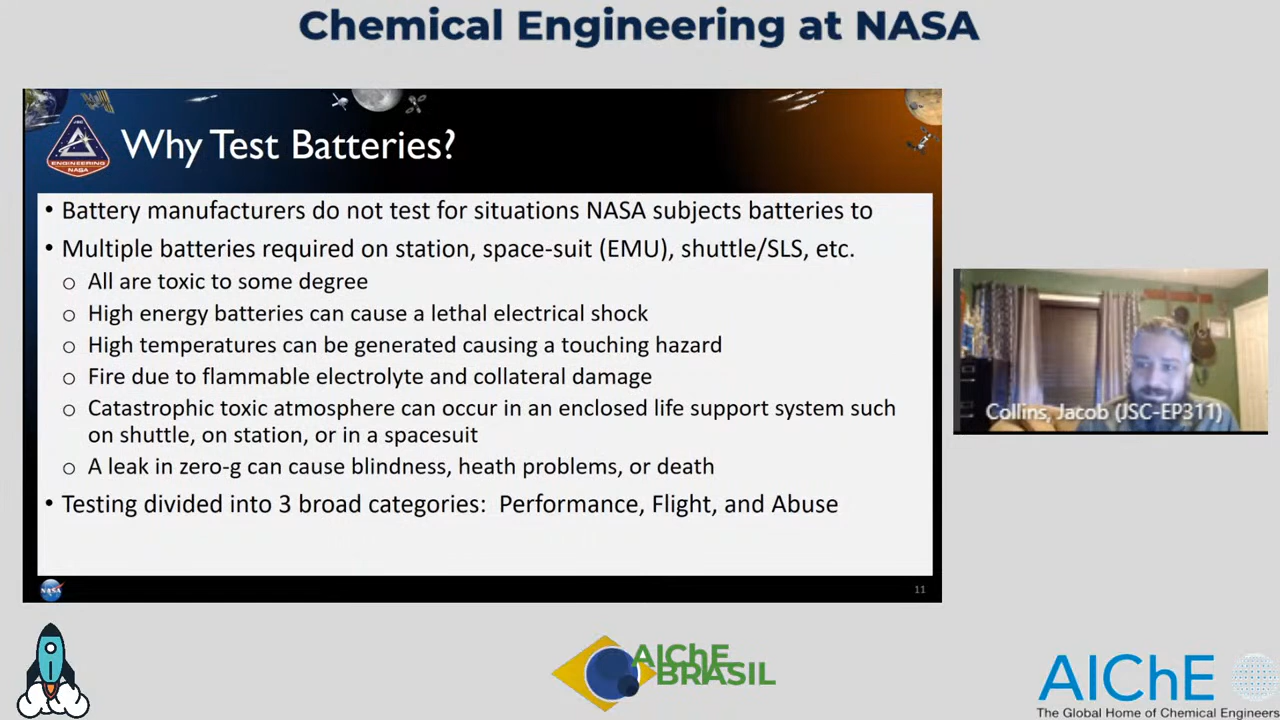 Chemical Engineering at NASA
JSC
ENGINEERING
NASA
Why Test Batteries?
• Battery manufacturers do not test for situations NASA subjects batteries to
• Multiple batteries required on station, space-suit (EMU), shuttle/SLS, etc.
o All are toxic to some degree
o High energy batteries can cause a lethal electrical shock
o High temperatures can be generated causing a touching hazard
o Fire due to flammable electrolyte and collateral damage
o Catastrophic toxic atmosphere can occur in an enclosed life support system such
on shuttle, on station, or in a spacesuit
o A leak in zero-g can cause blindness, heath problems, or death
• Testing divided into 3 broad categories:  Performance, Flight, and Abuse
NASA
11
Collins, Jacob (JSC-EP311)
AIChE
BRASIL
AIChE
The Global Home of Chemical Engineers